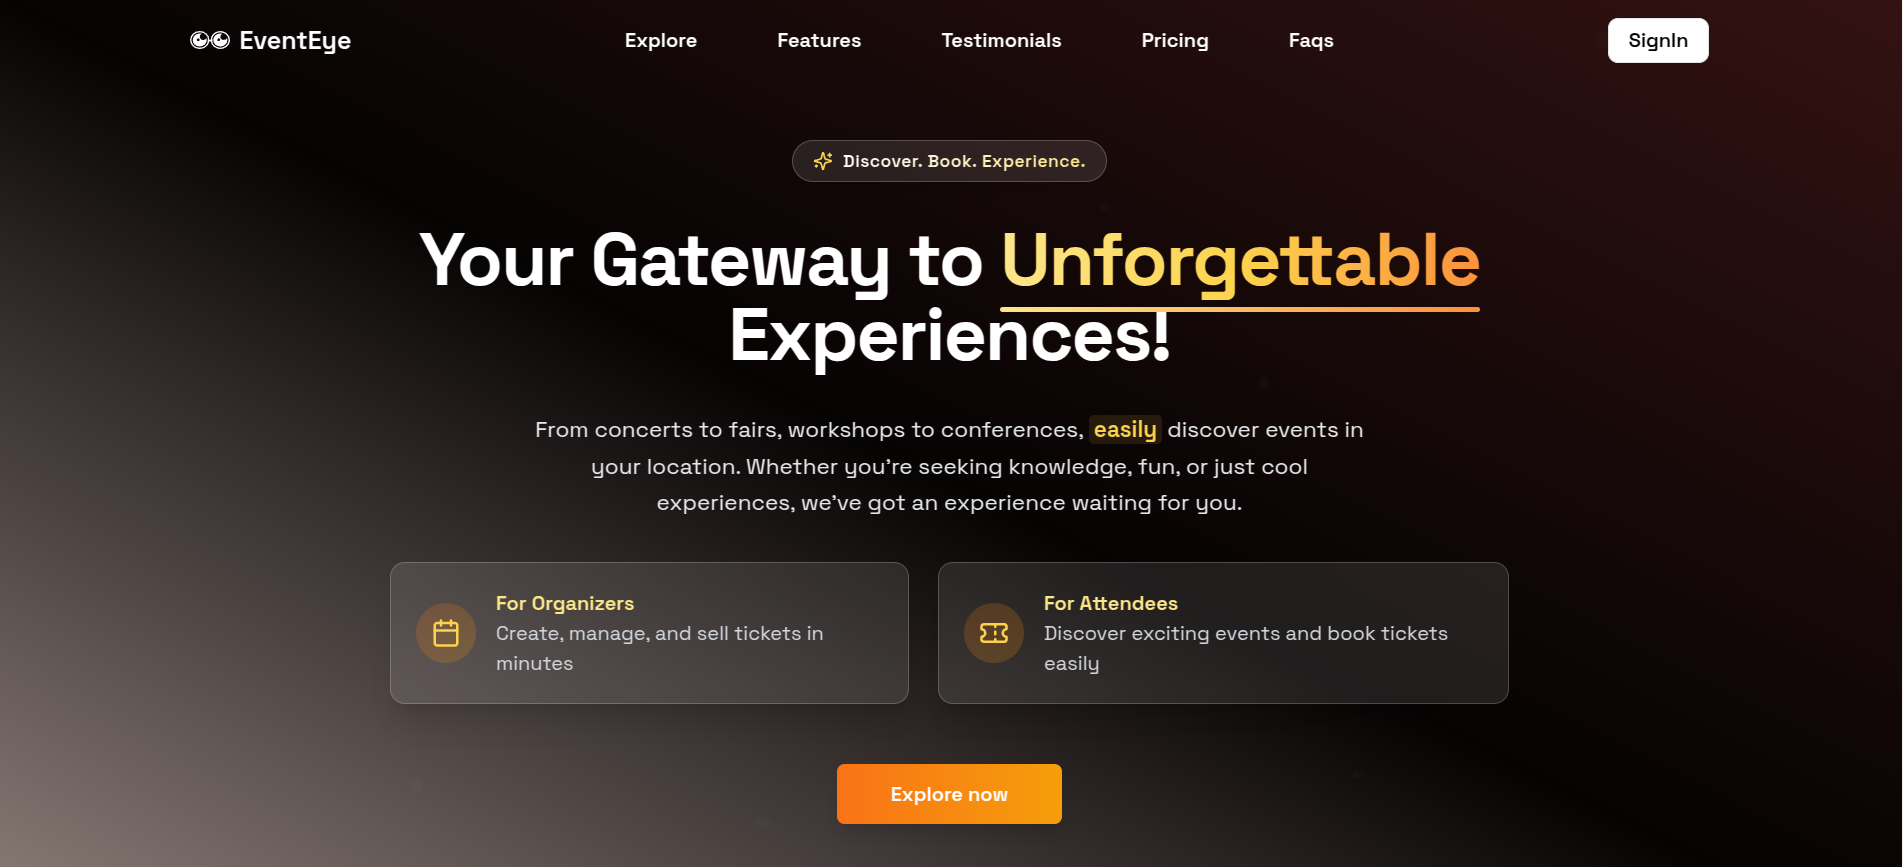 EventEye
Explore
Features
Testimonials
Pricing
Faqs
SignIn
Discover. Book. Experience.
Your Gateway to Unforgettable
Experiences!
From concerts to fairs, workshops to conferences, easily discover events in
your location. Whether you're seeking knowledge, fun, or just cool
experiences, we've got an experience waiting for you.
For Organizers
Create, manage, and sell tickets in
minutes
For Attendees
Discover exciting events and book tickets
easily
Explore now